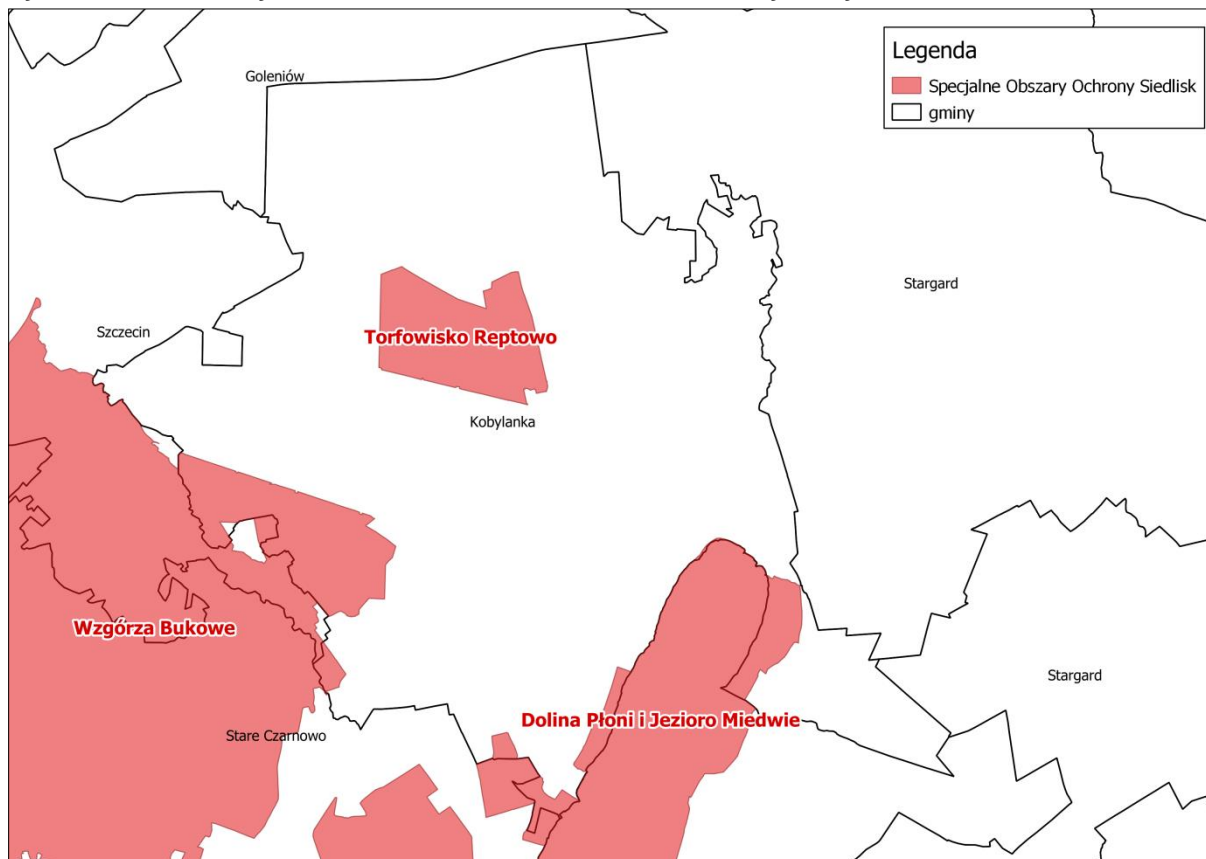 Legenda
Specjalne Obszary Ochrony Siedlisk
gminy
Goleniów
Stargard
Szczecin
Torfowisko Reptowo
Kobylanka
Wzgórza Bukowe
Stargard
Dolina Płoni i Jezioro Miedwie
Stare Czarnowo